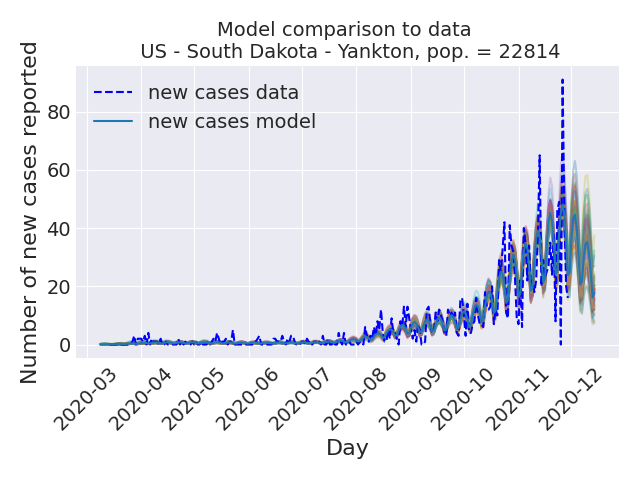 Model comparison to data
US - South Dakota - Yankton, pop. = 22814
Number of new cases reported
new cases data
new cases model
80
60
40
20
0
2020-03
2020-04
2020-05
2020-06
2020-07
2020-08
2020-09
2020-10
2020-11
2020-12
Day